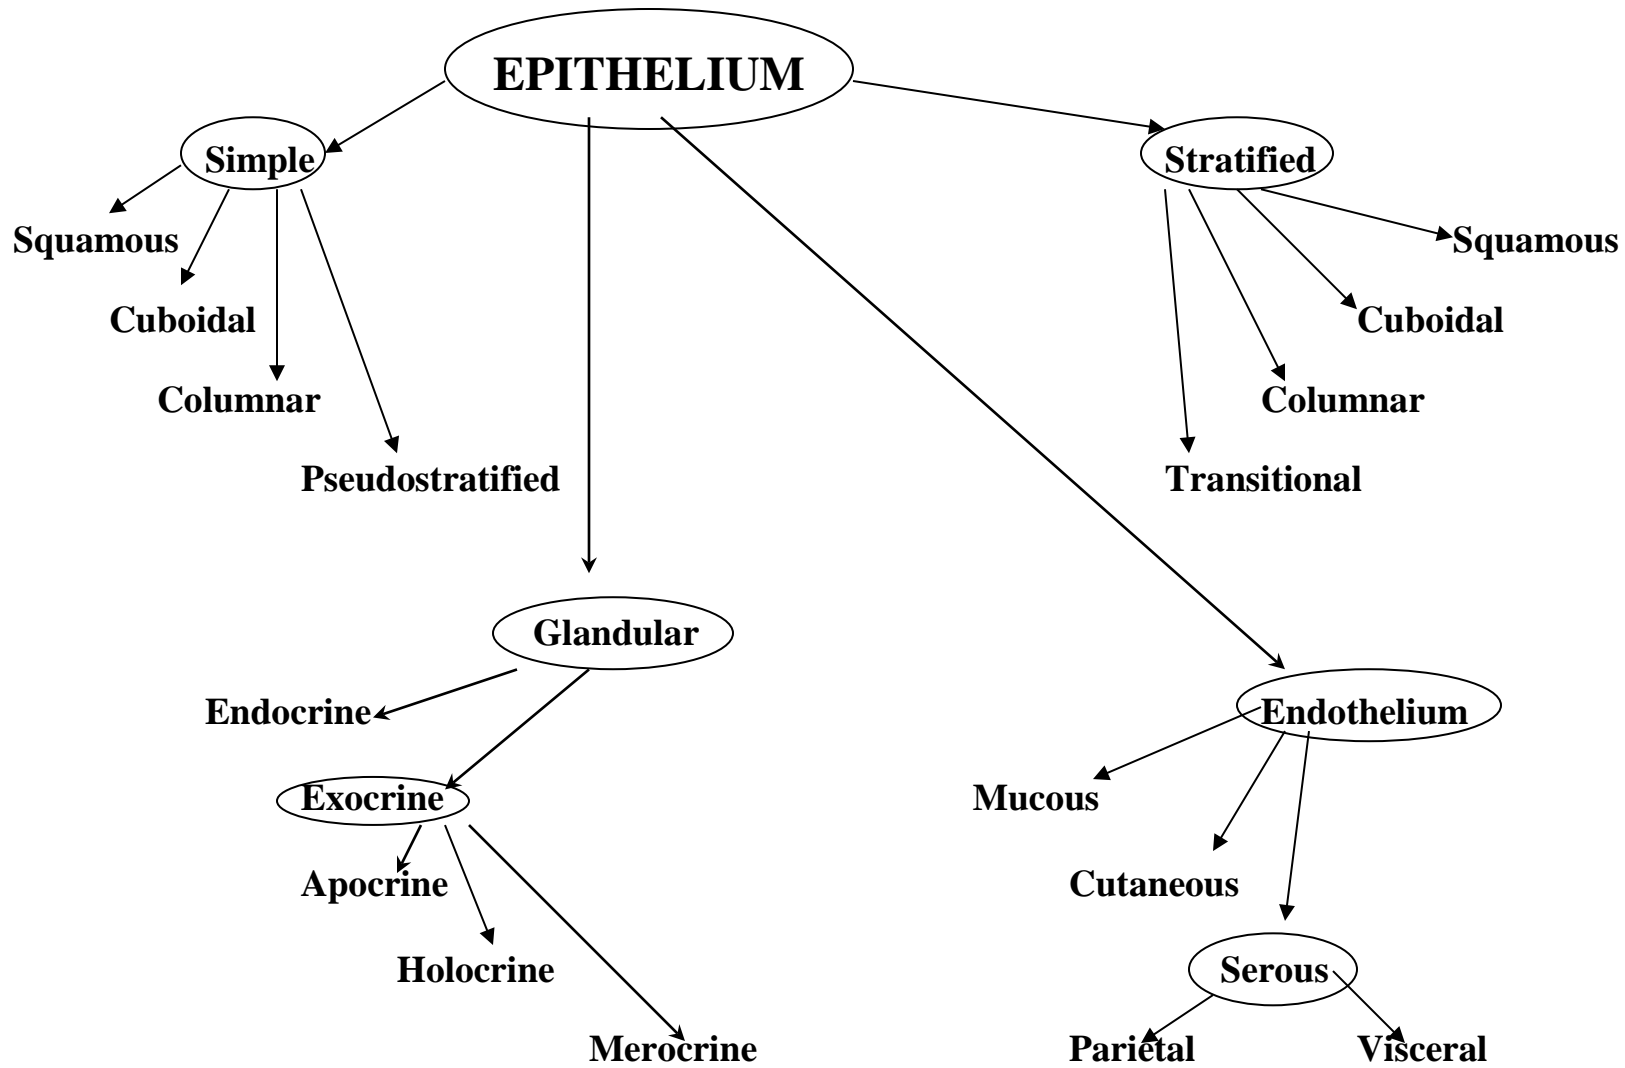 EPITHELIUM
Simple
Stratified
Squamous
Squamous
Cuboidal
Cuboidal
Columnar
Columnar
Pseudostratified
Transitional
Glandular
Endocrine
Endothelium
Exocrine
Mucous
Apocrine
Cutaneous
Holocrine
Serous
Merocrine
Parietal
Visceral